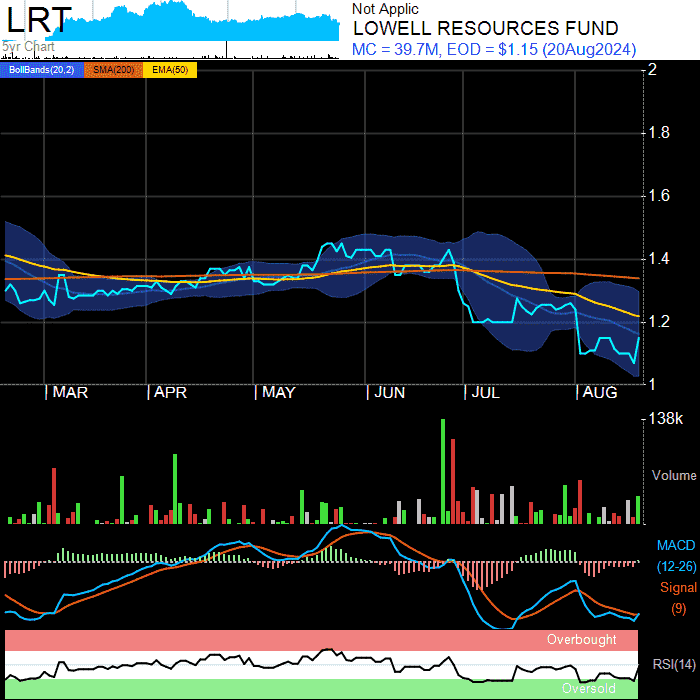 LRT
Not Applic
LOWELL RESOURCES FUND
5yr Chart
MC = 39.7M, EOD = $1.15 (20Aug2024)
BollBands(20,2) SMA(200) EMA(50)
2
1.8
1.6
1.4
1.2
1
MAR APR MAY JUN JUL AUG
138k
Volume
MACD
(12-26)
Signal
(9)
Overbought
RSI(14)
Oversold